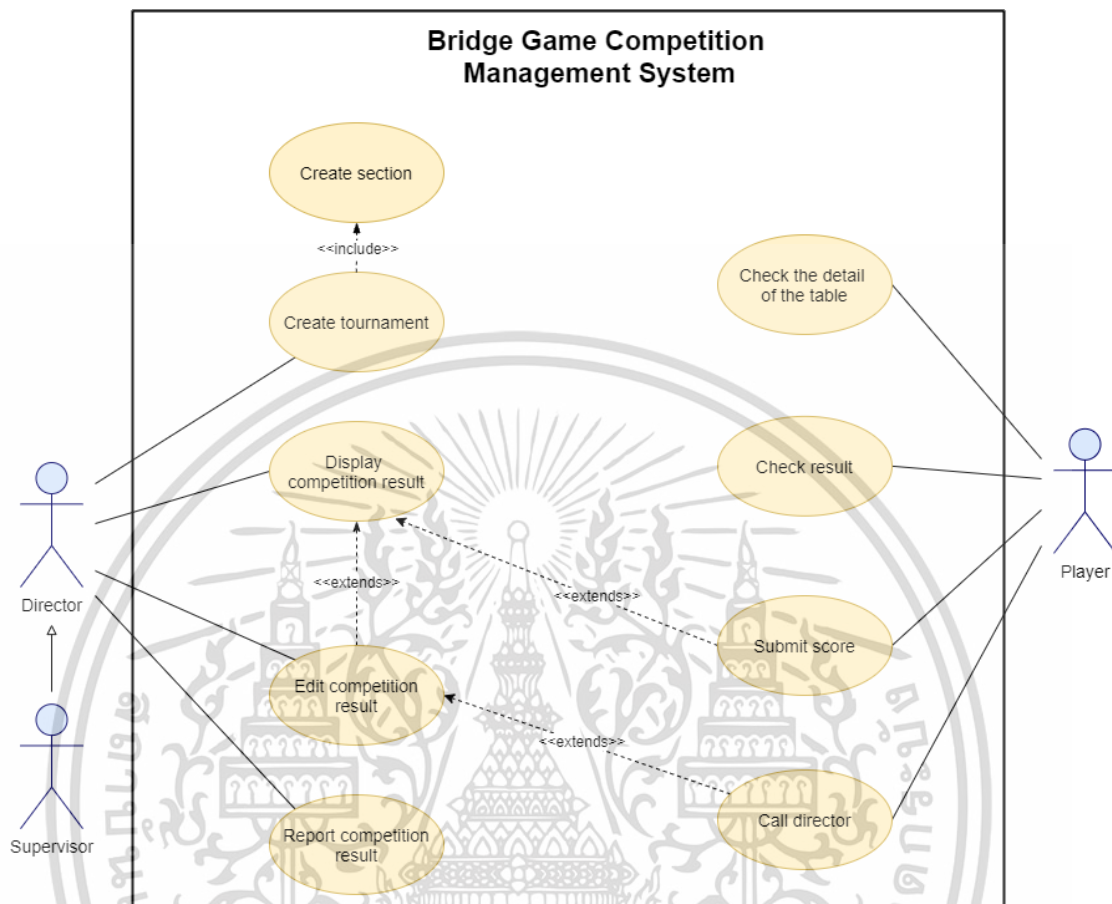 Bridge Game Competition
Management System
Create section
<<include>>
Create tournament
Check the detail
of the table
Display
competition result
Check result
<<extends>>
<<extends>>
Director
Player
Edit competition
result
Submit score
<<extends>>
Supervisor
Report competition
result
Call director